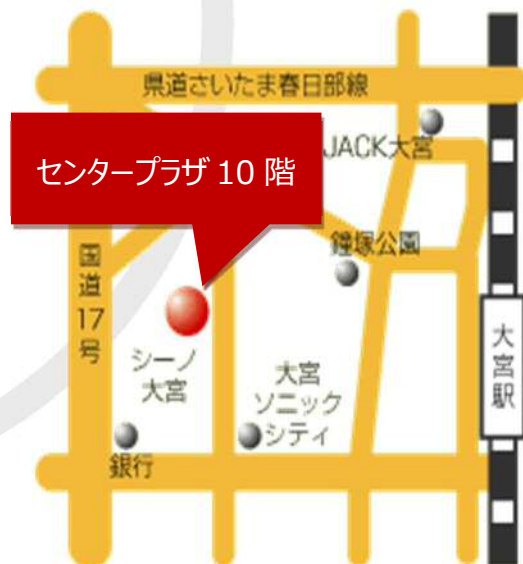 県道さいたま春日部線
JACK大宮
センタープラザ 10 階
鐘塚公園
国道17号
大宮駅
シーノ
大宮
大宮
ソニック
シティ
銀行